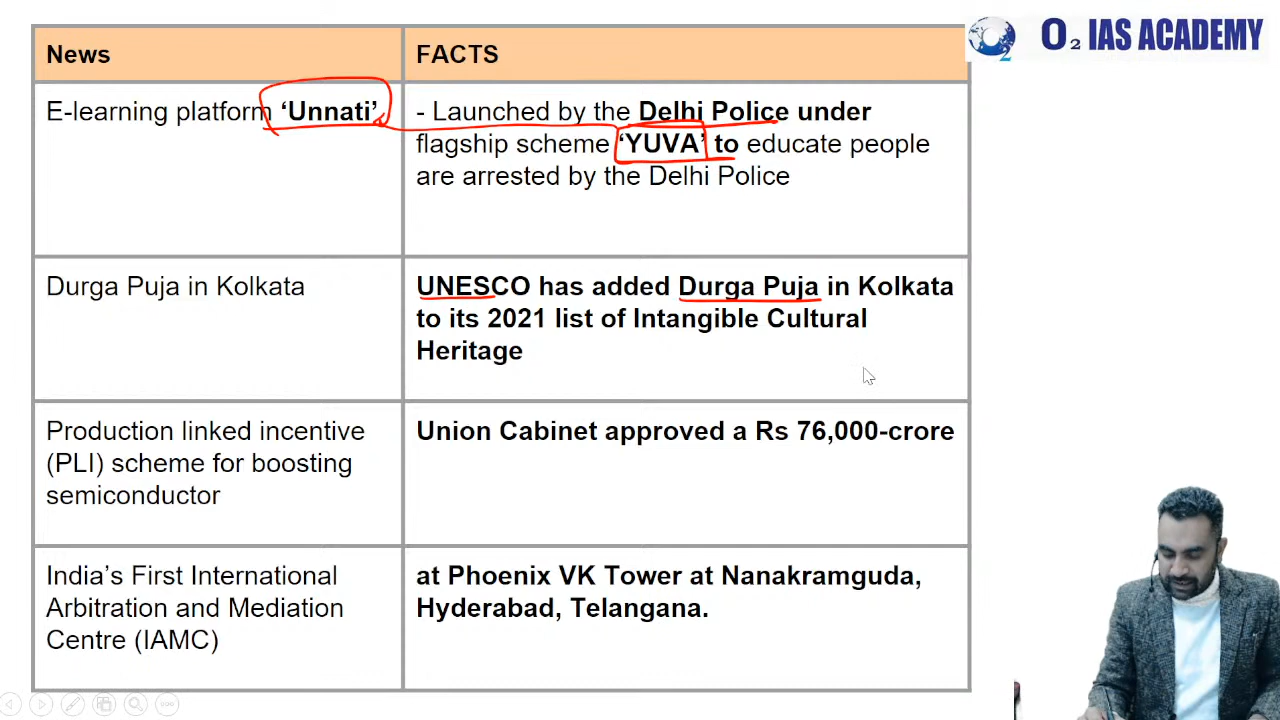 O2 IAS ACADEMY
News
FACTS
E-learning platform ‘Unnati’
- Launched by the Delhi Police under
flagship scheme ‘YUVA’ to educate people
are arrested by the Delhi Police
Durga Puja in Kolkata
UNESCO has added Durga Puja in Kolkata
to its 2021 list of Intangible Cultural
Heritage
Production linked incentive
(PLI) scheme for boosting
semiconductor
Union Cabinet approved a Rs 76,000-crore
India’s First International
Arbitration and Mediation
Centre (IAMC)
at Phoenix VK Tower at Nanakramguda,
Hyderabad, Telangana.